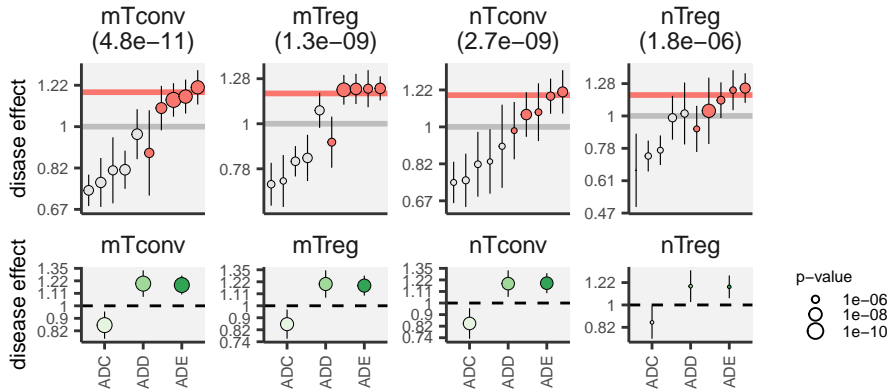 mTconv
(4.8e−11)
mTreg
(1.3e−09)
nTconv
(2.7e−09)
nTreg
(1.8e−06)
disase effect
1.22
1
0.82
0.67
1.28
1
0.78
1.22
1
0.82
0.67
1.28
1
0.78
0.61
0.47
mTconv
mTreg
nTconv
nTreg
disease effect
1.35
1.22
1.11
1
0.9
0.82
1.35
1.22
1.11
1
0.9
0.82
0.74
1.35
1.22
1.11
1
0.9
0.82
0.74
1.22
1
0.82
ADC
ADD
ADE
ADC
ADD
ADE
ADC
ADD
ADE
ADC
ADD
ADE
p−value
1e−06
1e−08
1e−10